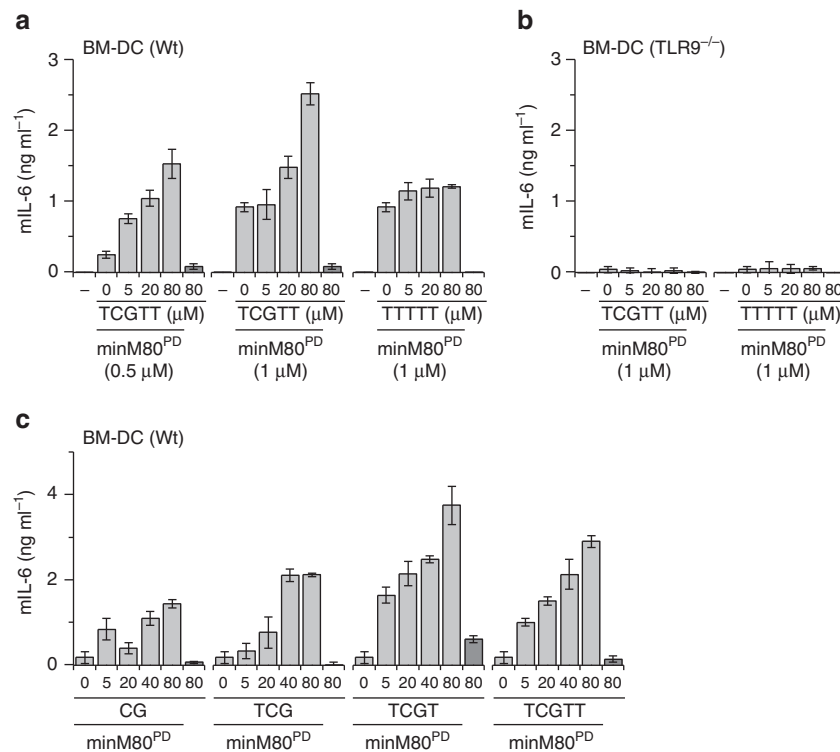 a
BM-DC (Wt)
3
2
1
0
mIL-6 (ng ml⁻¹)
– 0 5 20 80 80 – 0 5 20 80 80 – 0 5 20 80 80
TCGTT (μM) TCGTT (μM) TTTTT (μM)
minM80ᴾᴰ minM80ᴾᴰ minM80ᴾᴰ
(0.5 μM) (1 μM) (1 μM)
b
BM-DC (TLR9⁻/⁻)
3
2
1
0
mIL-6 (ng ml⁻¹)
– 0 5 20 80 80 – 0 5 20 80 80
TCGTT (μM) TTTTT (μM)
minM80ᴾᴰ minM80ᴾᴰ
(1 μM) (1 μM)
c
BM-DC (Wt)
4
2
0
mIL-6 (ng ml⁻¹)
0 5 20 40 80 80 0 5 20 40 80 80 0 5 20 40 80 80 0 5 20 40 80 80
CG TCG TCGT TCGTT
minM80ᴾᴰ minM80ᴾᴰ minM80ᴾᴰ minM80ᴾᴰ